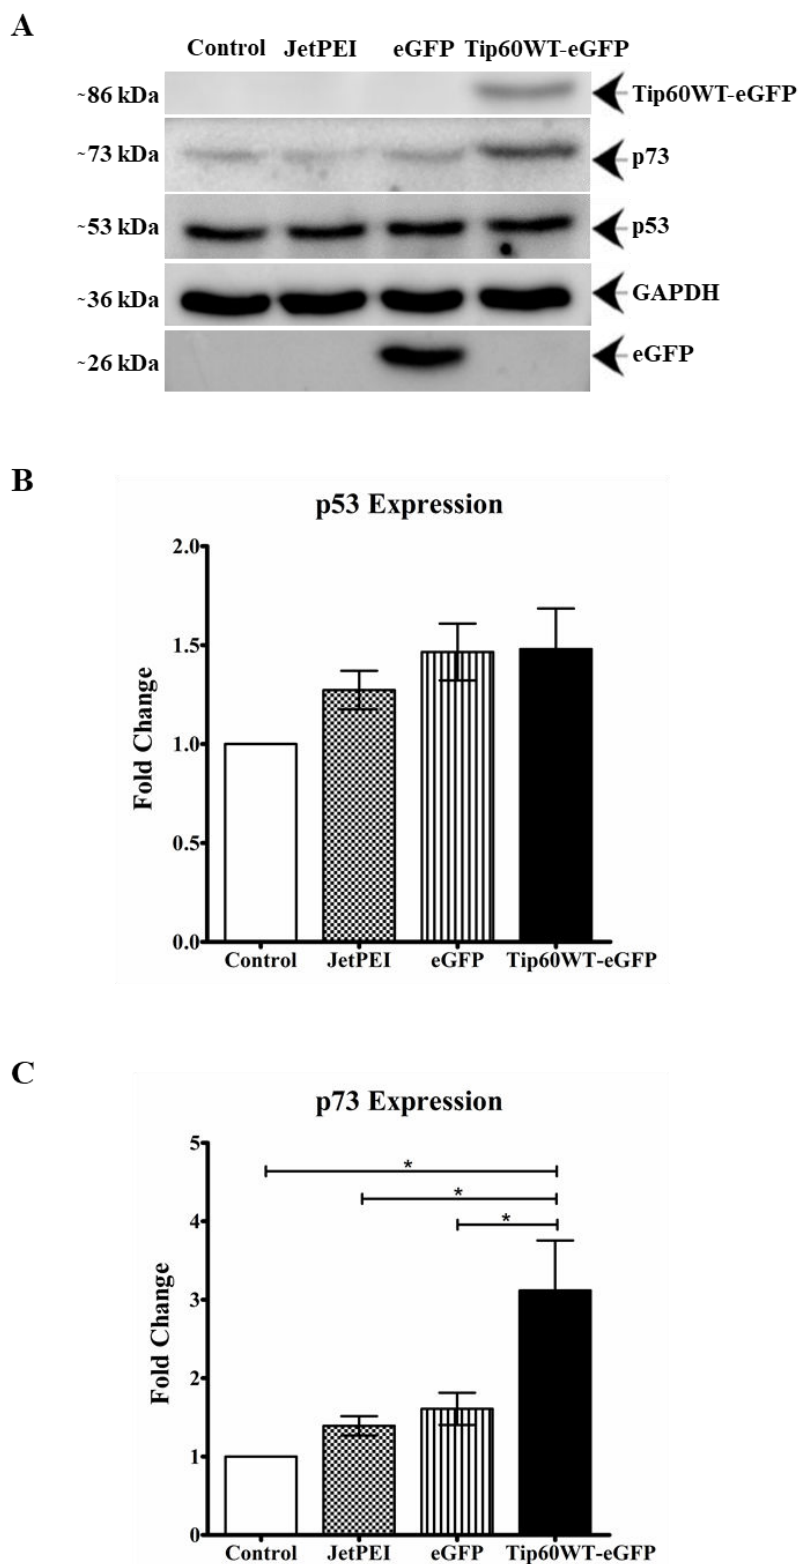 A
Control JetPEI eGFP Tip60WT-eGFP
~86 kDa Tip60WT-eGFP
~73 kDa p73
~53 kDa p53
~36 kDa GAPDH
~26 kDa eGFP
B
p53 Expression
Fold Change
2.0
1.5
1.0
0.5
0.0
Control JetPEI eGFP Tip60WT-eGFP
C
p73 Expression
Fold Change
5
*
*
4
*
3
2
1
0
Control JetPEI eGFP Tip60WT-eGFP